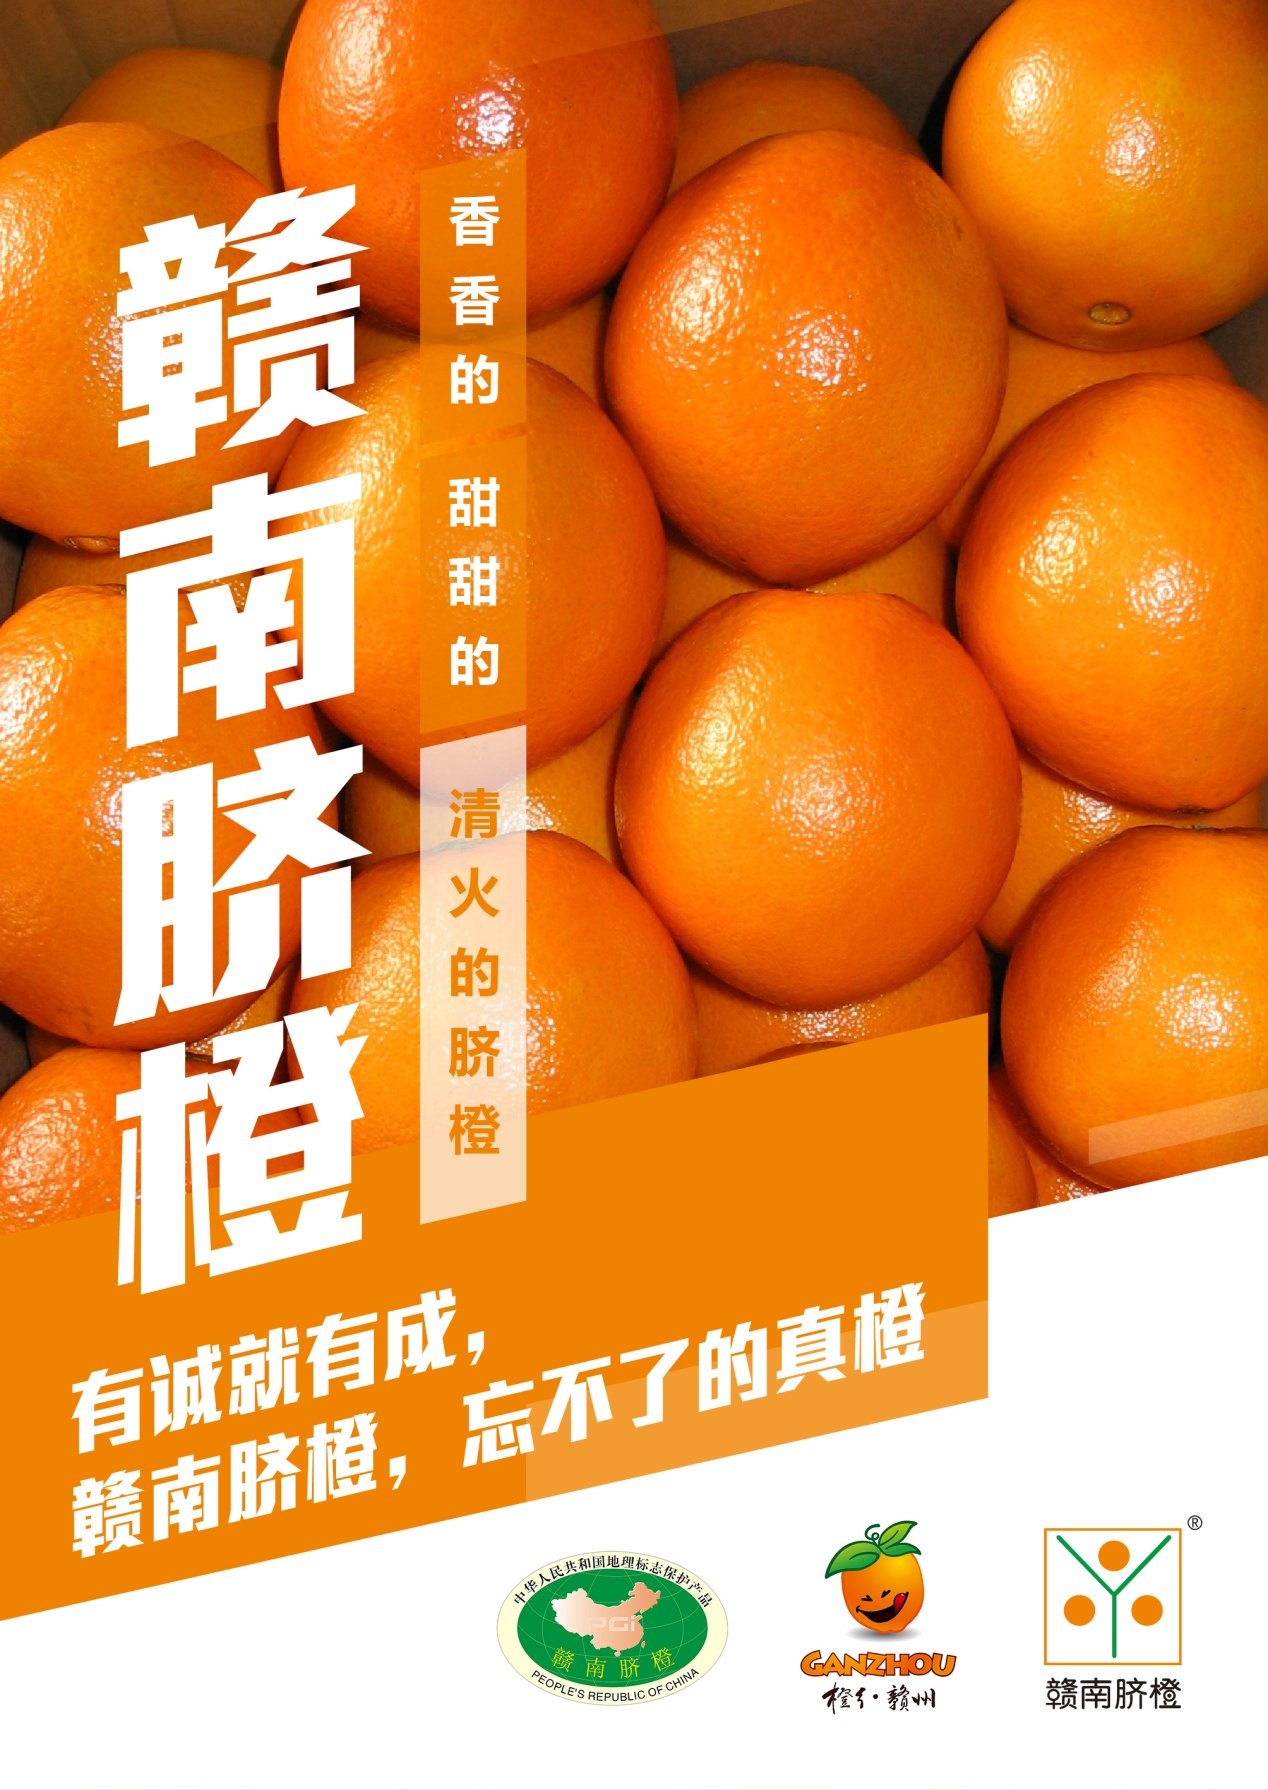 赣南脐橙
香香的 甜甜的 清火的脐橙
有诚就有成，
赣南脐橙，忘不了的真橙
中华人民共和国地理标志保护产品
PGI
赣南脐橙
PEOPLE'S REPUBLIC OF CHINA
GANZHOU
橙乡·赣州
®
赣南脐橙